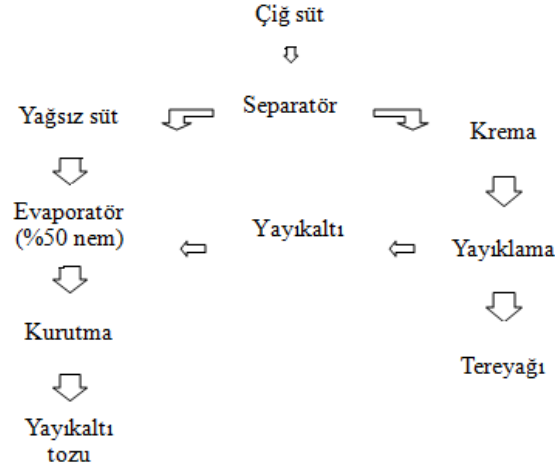 Çiğ süt
Separatör
Yağsız süt
Krema
Evaporatör
(%50 nem)
Yayıkaltı
Yayıklama
Kurutma
Tereyağı
Yayıkaltı
tozu